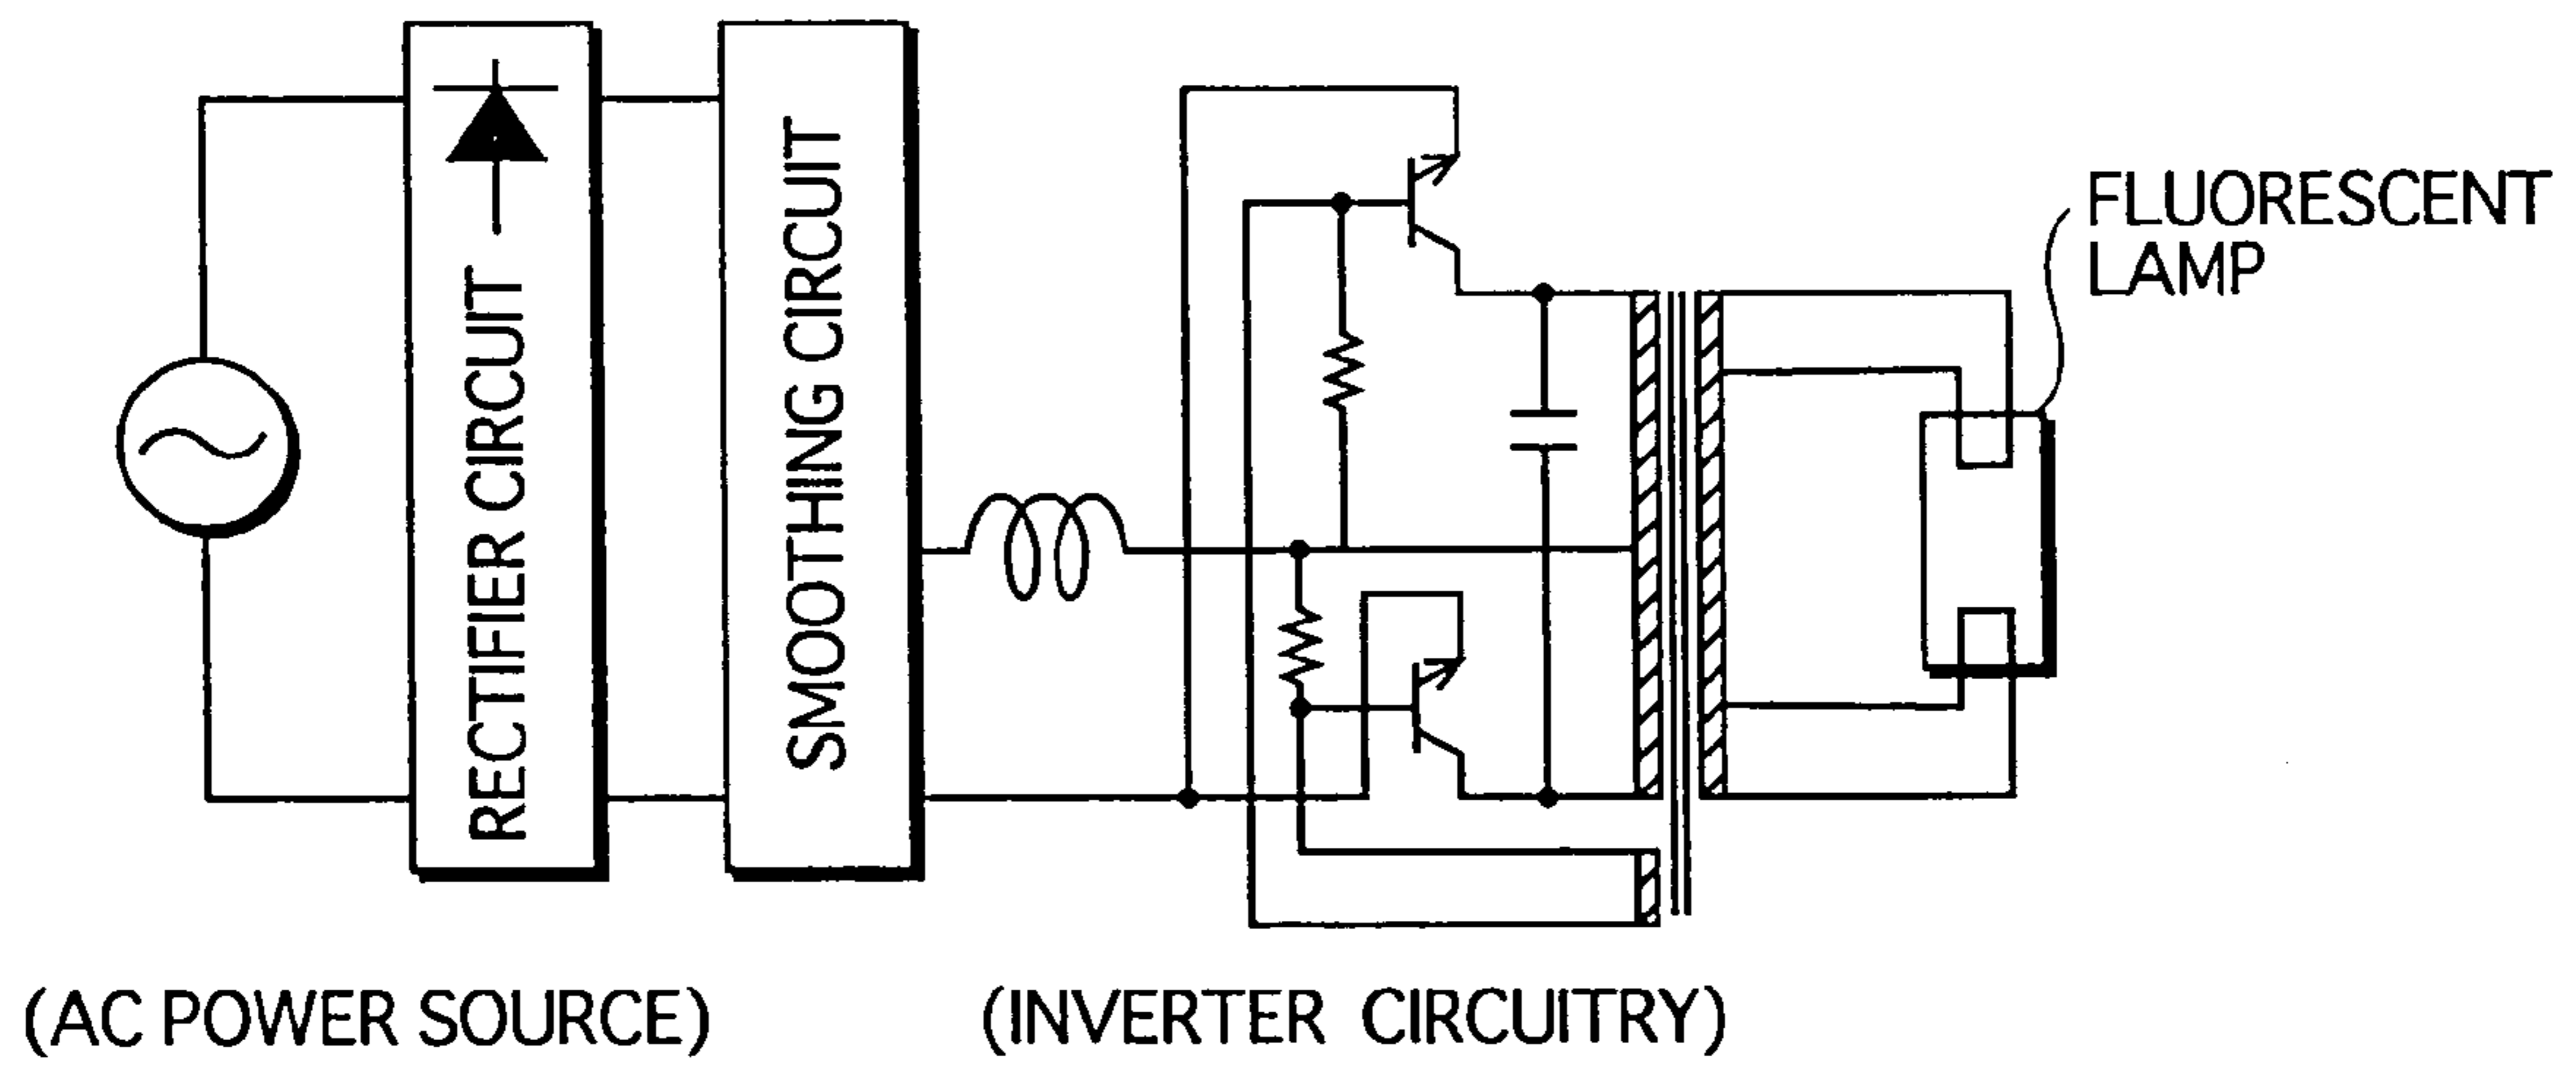 RECTIFIER CIRCUIT
SMOOTHING CIRCUIT
FLUORESCENT
LAMP
(AC POWER SOURCE)
(INVERTER CIRCUITRY)